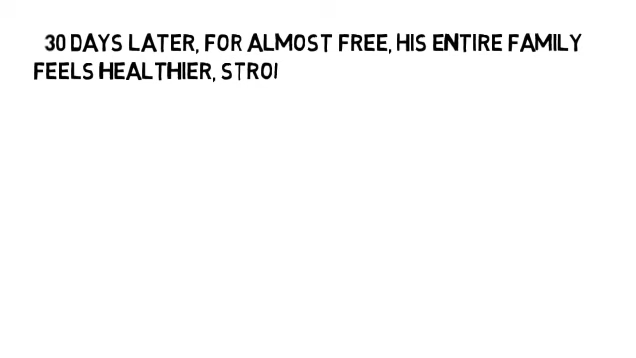 30 DAYS LATER, FOR ALMOST FREE, HIS ENTIRE FAMILY
FEELS HEALTHIER,